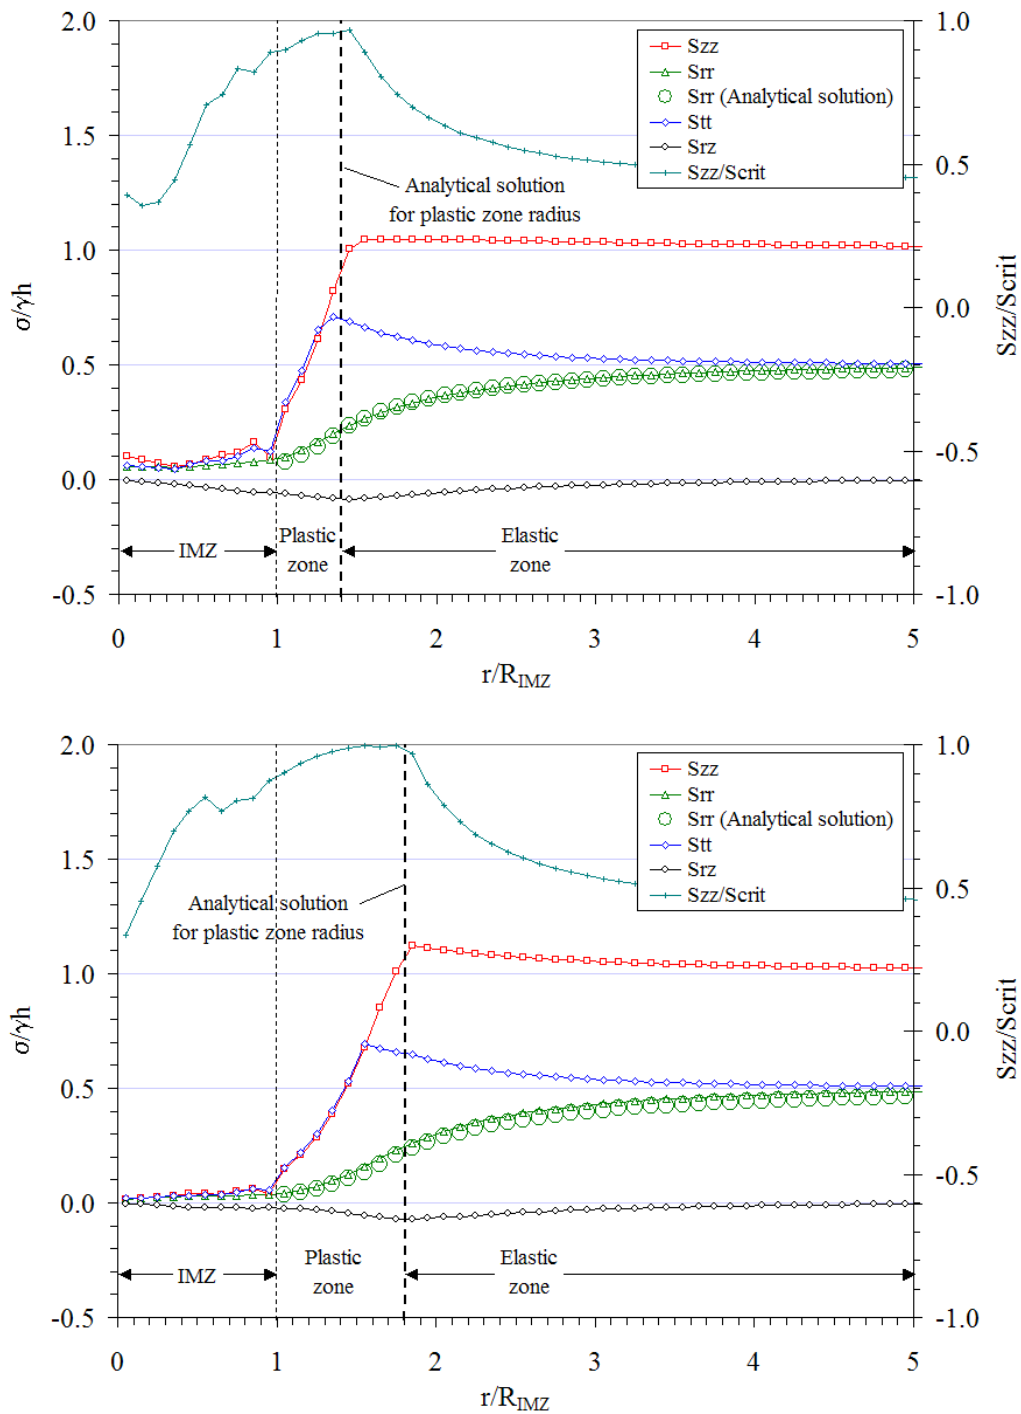 2.0
1.5
1.0
0.5
0.0
-0.5
σ/γh
1.0
0.5
0.0
-0.5
-1.0
Szz/Scrit
Szz
Srr
Srr (Analytical solution)
Stt
Srz
Szz/Scrit
Analytical solution
for plastic zone radius
IMZ
Plastic
zone
Elastic
zone
0 1 2 3 4 5
r/R_IMZ
2.0
1.5
1.0
0.5
0.0
-0.5
σ/γh
1.0
0.5
0.0
-0.5
-1.0
Szz/Scrit
Szz
Srr
Srr (Analytical solution)
Stt
Srz
Szz/Scrit
Analytical solution
for plastic zone radius
IMZ
Plastic
zone
Elastic
zone
0 1 2 3 4 5
r/R_IMZ